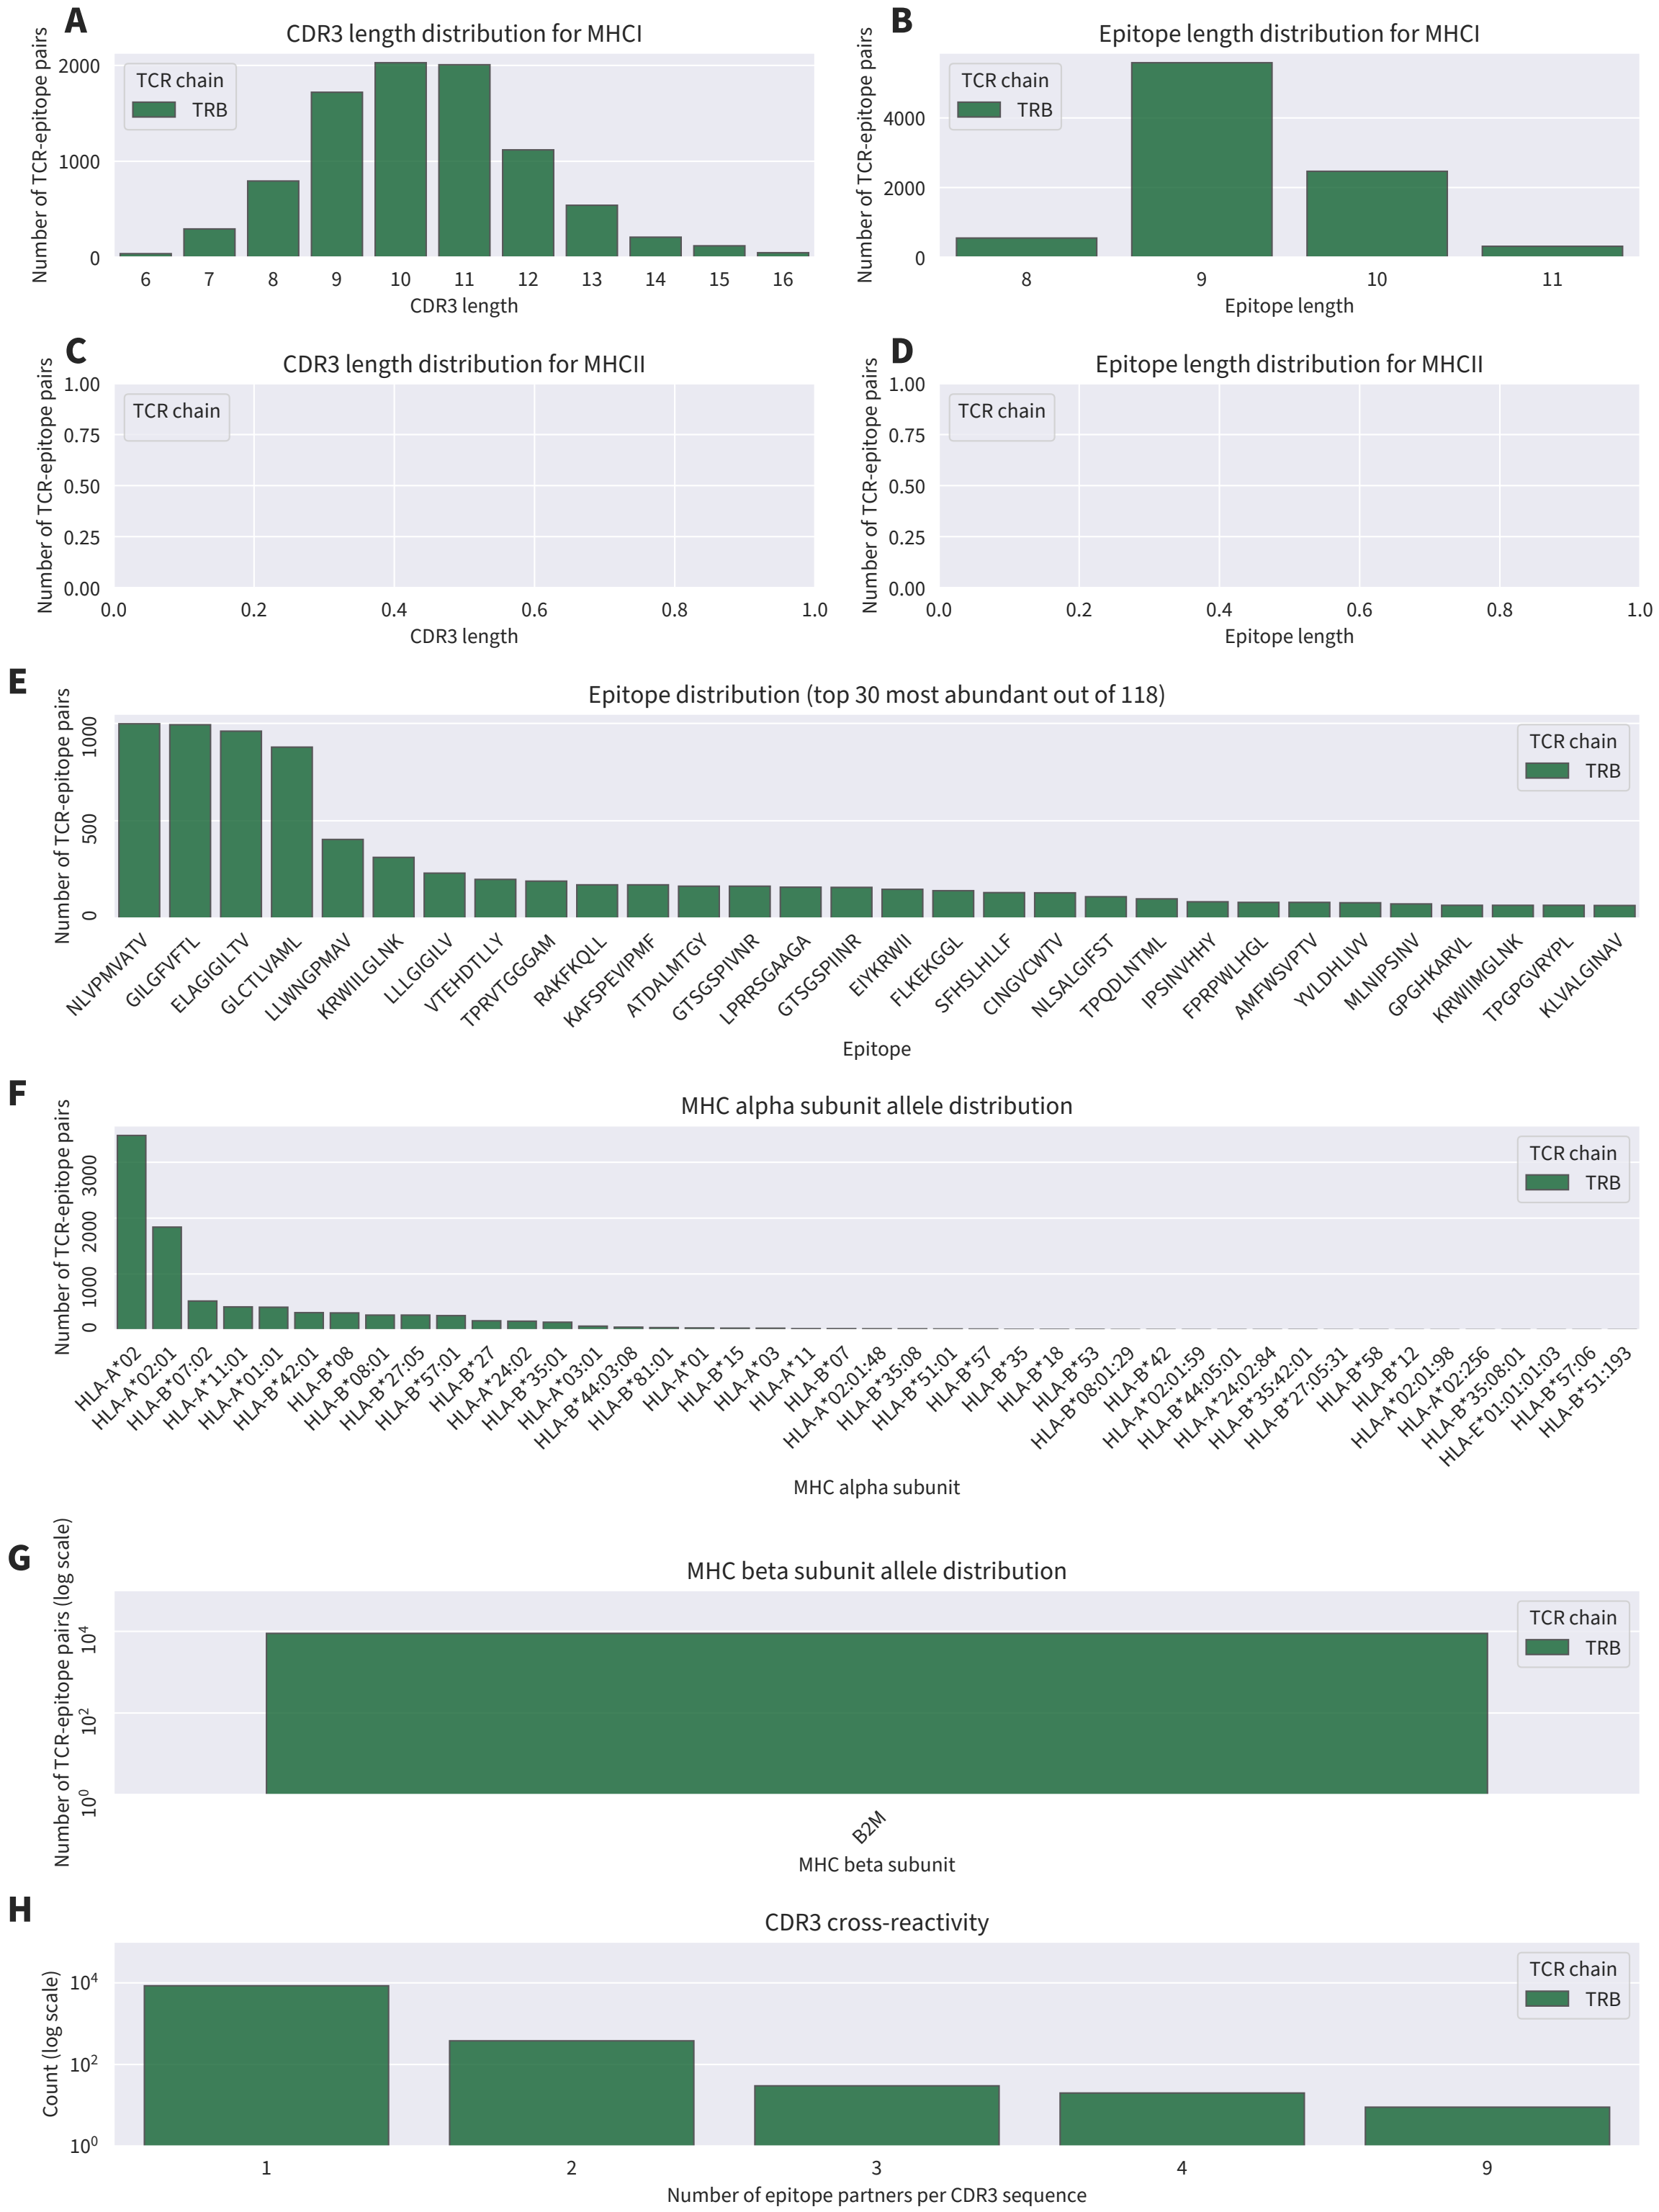 A
CDR3 length distribution for MHCI
Number of TCR-epitope pairs
2000
1000
0
TCR chain
TRB
6 7 8 9 10 11 12 13 14 15 16
CDR3 length
B
Epitope length distribution for MHCI
Number of TCR-epitope pairs
4000
2000
0
TCR chain
TRB
8 9 10 11
Epitope length
C
CDR3 length distribution for MHCII
Number of TCR-epitope pairs
1.00
0.75
0.50
0.25
0.00
TCR chain
0.0 0.2 0.4 0.6 0.8 1.0
CDR3 length
D
Epitope length distribution for MHCII
Number of TCR-epitope pairs
1.00
0.75
0.50
0.25
0.00
TCR chain
0.0 0.2 0.4 0.6 0.8 1.0
Epitope length
E
Epitope distribution (top 30 most abundant out of 118)
Number of TCR-epitope pairs
1000
500
0
TCR chain
TRB
NLVPMVATV
GILGFVFTL
ELAGIGILTV
GLCTLVAML
LLWNGPMAV
KRWIILGLNK
LLLGIGILV
VTEHDTLLY
TPRVTGGGAM
RAKFKQLL
KAFSPEVIPMF
ATDALMTGY
GTSGSPIVNR
LPRRSGAAGA
GTSGSPIINR
EIYKRWII
FLKEKGGL
SFHSLHLLF
CINGVCWTV
NLSALGIFST
TPQDLNTML
IPSINVHHY
FPRPWLHGL
AMFWSVPTV
YVLDHLIVV
MLNIPSINV
GPGHKARVL
KRWIIMGLNK
TPGPGVRYPL
KLVALGINAV
Epitope
F
MHC alpha subunit allele distribution
Number of TCR-epitope pairs
3000
2000
1000
0
TCR chain
TRB
HLA-A*02
HLA-A*02:01
HLA-B*07:02
HLA-A*11:01
HLA-A*01:01
HLA-B*42:01
HLA-B*08
HLA-B*08:01
HLA-B*27:05
HLA-B*57:01
HLA-B*27
HLA-A*24:02
HLA-B*35:01
HLA-A*03:01
HLA-B*44:03:08
HLA-B*81:01
HLA-A*01
HLA-B*15
HLA-A*03
HLA-A*11
HLA-B*07
HLA-A*02:01:48
HLA-B*35:08
HLA-B*51:01
HLA-B*57
HLA-B*35
HLA-B*18
HLA-B*53
HLA-B*08:01:29
HLA-B*42
HLA-A*02:01:59
HLA-B*44:05:01
HLA-A*24:02:84
HLA-B*35:42:01
HLA-B*27:05:31
HLA-B*58
HLA-B*12
HLA-A*02:01:98
HLA-A*02:256
HLA-B*35:08:01
HLA-E*01:01:01:03
HLA-B*57:06
HLA-B*51:193
MHC alpha subunit
G
MHC beta subunit allele distribution
Number of TCR-epitope pairs (log scale)
10⁴
10²
10⁰
TCR chain
TRB
B2M
MHC beta subunit
H
CDR3 cross-reactivity
Count (log scale)
10⁴
10²
10⁰
TCR chain
TRB
1 2 3 4 9
Number of epitope partners per CDR3 sequence